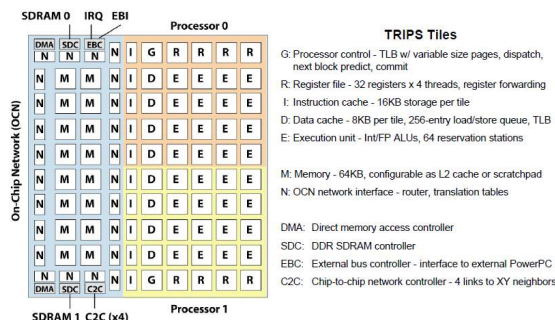 SDRAM 0 IRQ EBI
Processor 0
DMA SDC EBC N I G R R R R
N N N
N M M N I D E E E E
N M M N I D E E E E
N M M N I D E E E E
N M M N I D E E E E
N M M N I D E E E E
N M M N I D E E E E
N M M N I D E E E E
N M M N I D E E E E
N N N N I G R R R R
DMA SDC C2C
On-Chip Network (OCN)
SDRAM 1 C2C (x4)
Processor 1
TRIPS Tiles
G: Processor control - TLB w/ variable size pages, dispatch,
next block predict, commit
R: Register file - 32 registers x 4 threads, register forwarding
I: Instruction cache - 16KB storage per tile
D: Data cache - 8KB per tile, 256-entry load/store queue, TLB
E: Execution unit - Int/FP ALUs, 64 reservation stations
M: Memory - 64KB, configurable as L2 cache or scratchpad
N: OCN network interface - router, translation tables
DMA: Direct memory access controller
SDC: DDR SDRAM controller
EBC: External bus controller - interface to external PowerPC
C2C: Chip-to-chip network controller - 4 links to XY neighbors